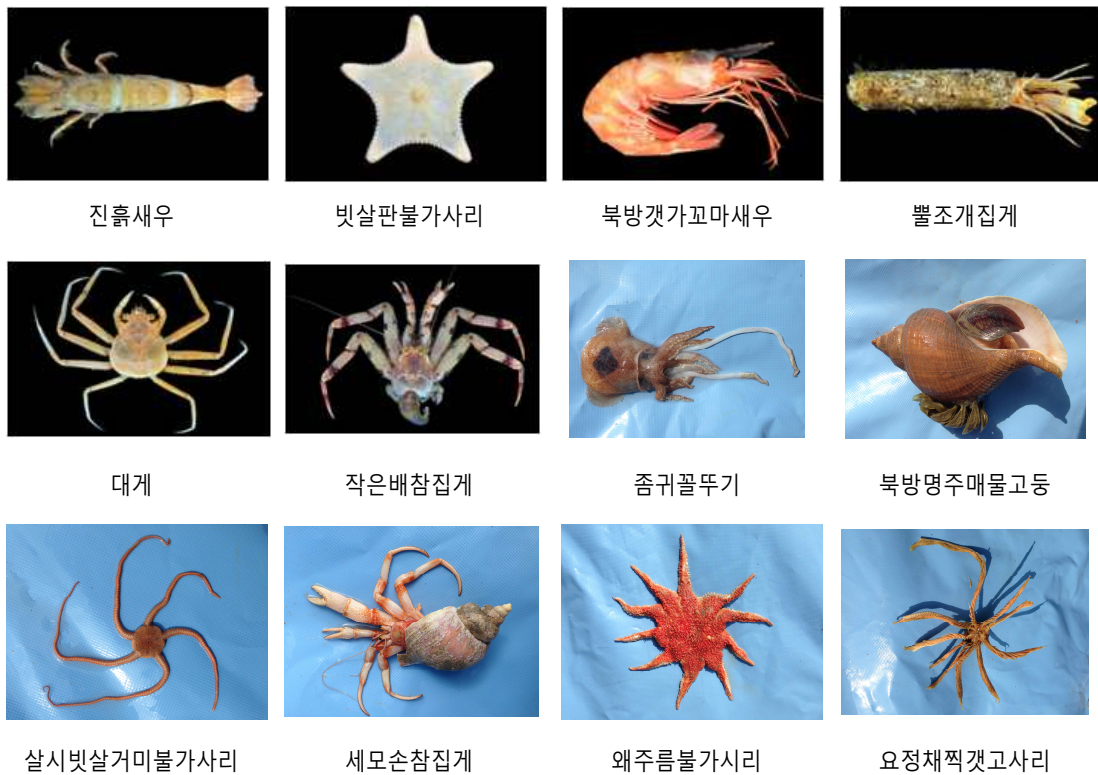 진흙새우
빗살판불가사리
북방갯가꼬마새우
뿔조개집게
대게
작은배참집게
좀귀꼴뚜기
북방명주매물고둥
살시빗살거미불가사리
세모손참집게
왜주름불가시리
요정채찍갯고사리